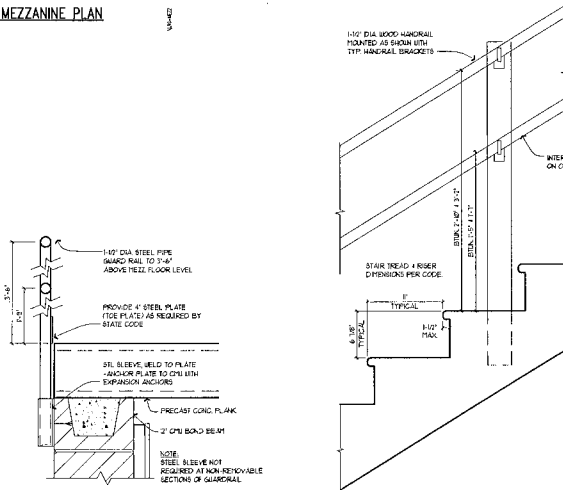 MEZZANINE PLAN
1-1/2" DIA. WOOD HANDRAIL
MOUNTED AS SHOWN WITH
TYP. HANDRAIL BRACKETS
INTER
ON C
BTWN. 2'-10" & 3'-2"
STAIR TREAD & RISER
DIMENSIONS PER CODE.
11"
TYPICAL
1-1/2"
MAX.
TYPICAL
1-1/2" DIA. STEEL PIPE
GUARD RAIL TO 3'-6"
ABOVE MEZZ. FLOOR LEVEL
3'-6"
1'-9"
PROVIDE 4" STEEL PLATE
(TOE PLATE) AS REQUIRED BY
STATE CODE
STL SLEEVE, WELD TO PLATE
-ANCHOR PLATE TO CMU WITH
EXPANSION ANCHORS
PRECAST CONC. PLANK
CMU BOND BEAM
NOTE:
STEEL SLEEVE NOT
REQUIRED AT NON-REMOVABLE
SECTIONS OF GUARDRAIL